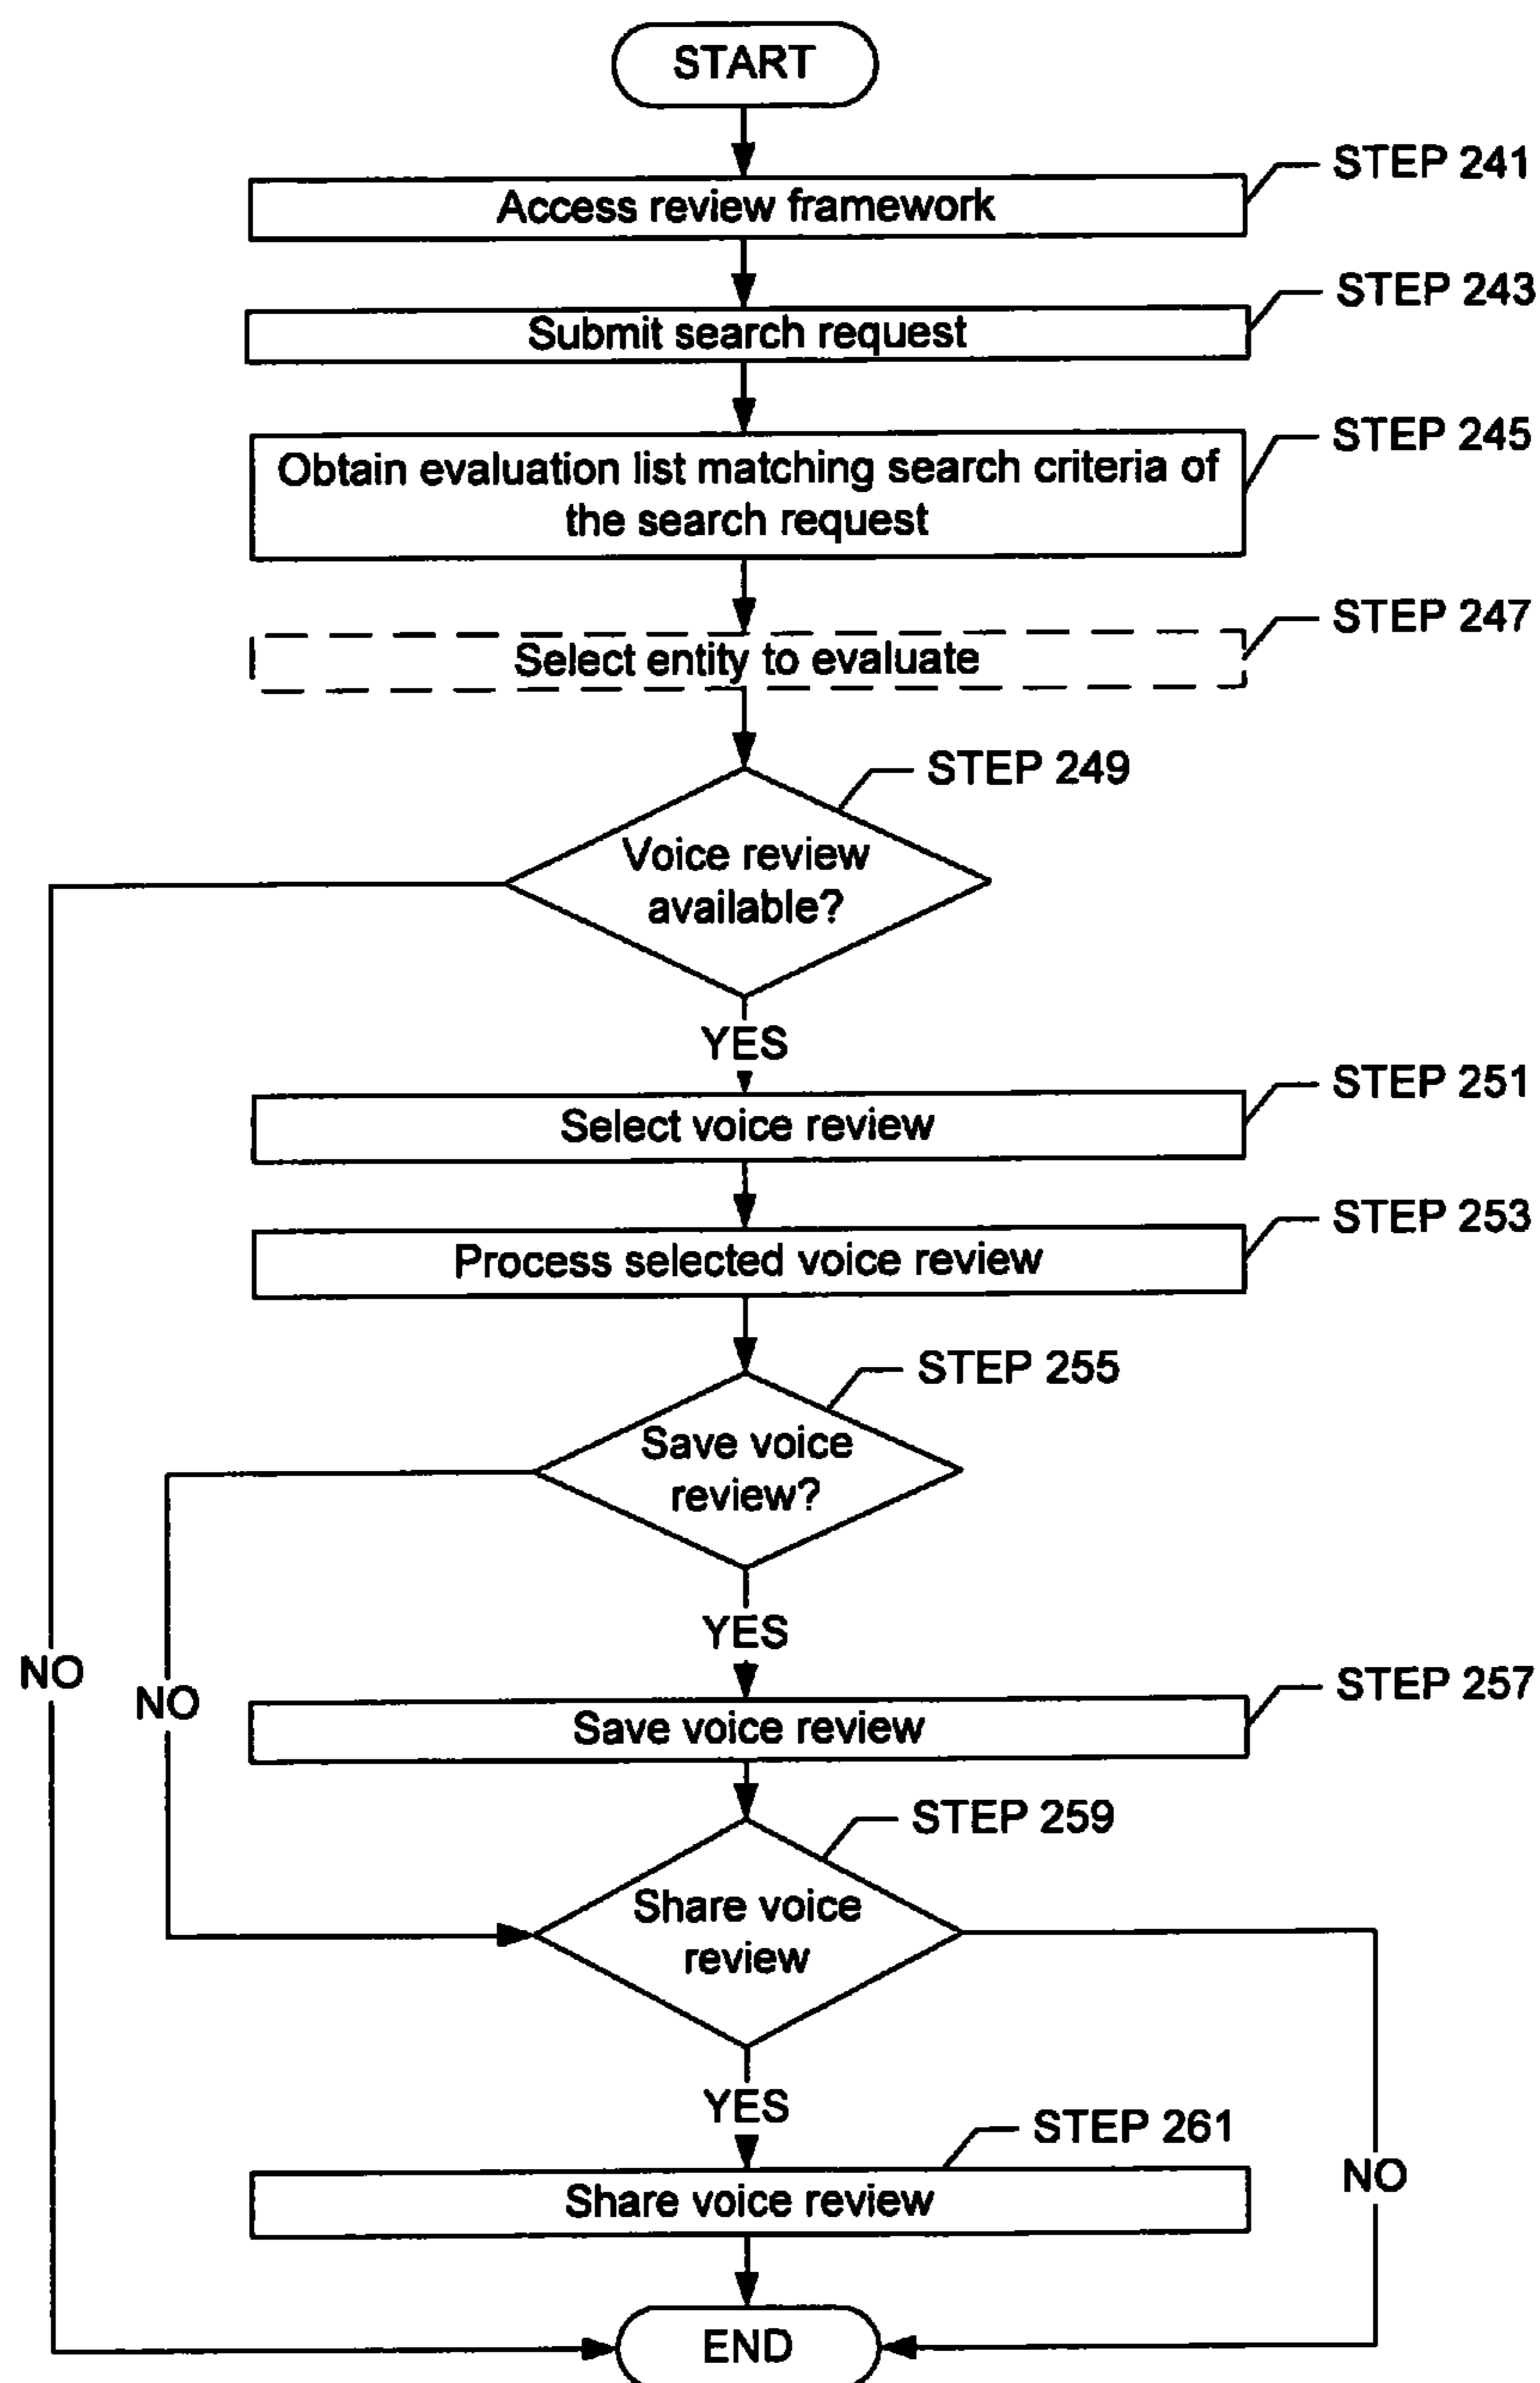 START
STEP 241
Access review framework
STEP 243
Submit search request
STEP 245
Obtain evaluation list matching search criteria of
the search request
STEP 247
Select entity to evaluate
STEP 249
Voice review
available?
YES
STEP 251
Select voice review
STEP 253
Process selected voice review
STEP 255
Save voice
review?
YES
NO
NO
STEP 257
Save voice review
STEP 259
Share voice
review
YES
STEP 261
NO
Share voice review
END